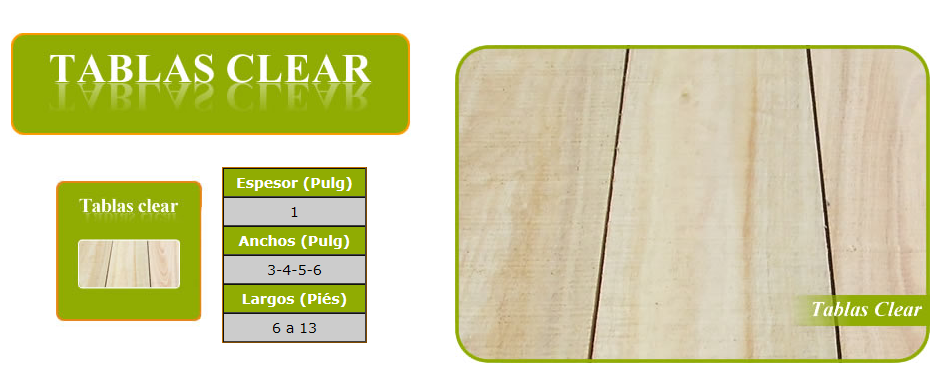 TABLAS CLEAR
Tablas clear
Espesor (Pulg)
1
Anchos (Pulg)
3-4-5-6
Largos (Piés)
6 a 13
Tablas Clear